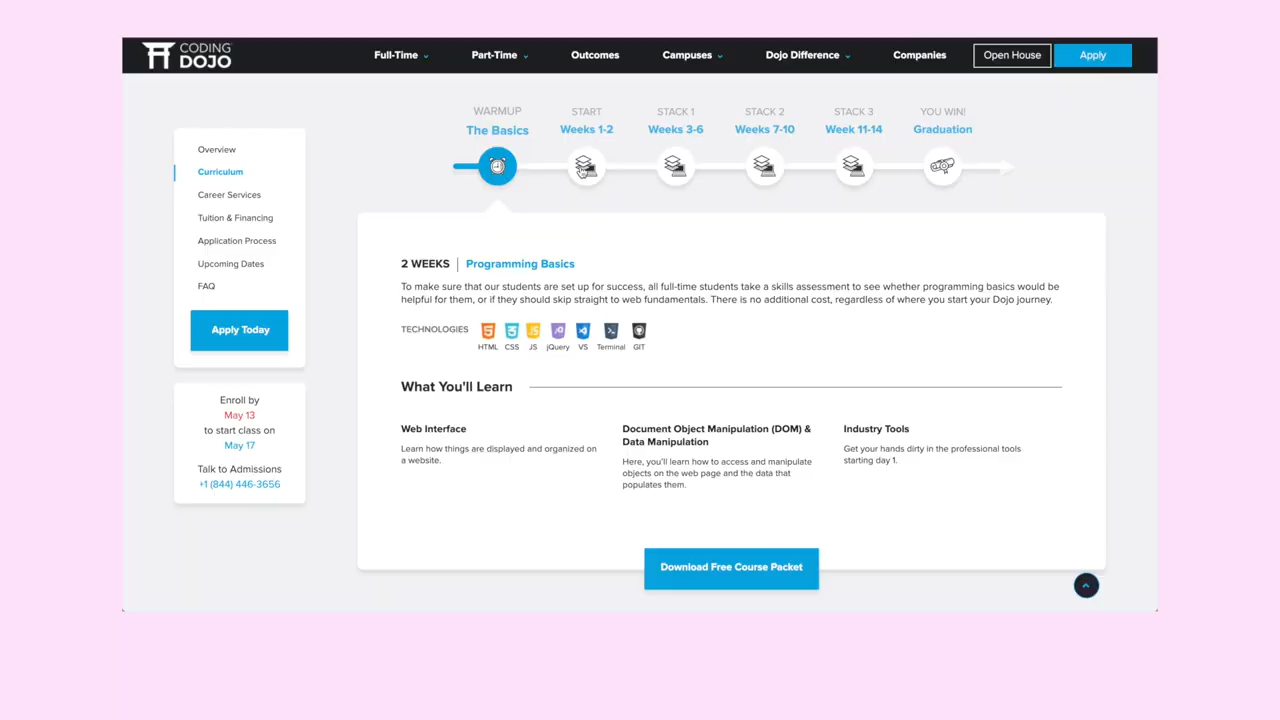 CODING
DOJO
Full-Time
Part-Time
Outcomes
Campuses
Dojo Difference
Companies
Open House
Apply
WARMUP
The Basics
START
Weeks 1-2
STACK 1
Weeks 3-6
STACK 2
Weeks 7-10
STACK 3
Week 11-14
YOU WIN!
Graduation
Overview
Curriculum
Career Services
Tuition & Financing
Application Process
Upcoming Dates
FAQ
Apply Today
Enroll by
May 13
to start class on
May 17
Talk to Admissions
+1 (844) 446-3656
2 WEEKS | Programming Basics
To make sure that our students are set up for success, all full-time students take a skills assessment to see whether programming basics would be
helpful for them, or if they should skip straight to web fundamentals. There is no additional cost, regardless of where you start your Dojo journey.
TECHNOLOGIES
HTML
CSS
JS
jQuery
VS
Terminal
GIT
What You'll Learn
Web Interface
Learn how things are displayed and organized on
a website.
Document Object Manipulation (DOM) &
Data Manipulation
Here, you'll learn how to access and manipulate
objects on the web page and the data that
populates them.
Industry Tools
Get your hands dirty in the professional tools
starting day 1.
Download Free Course Packet